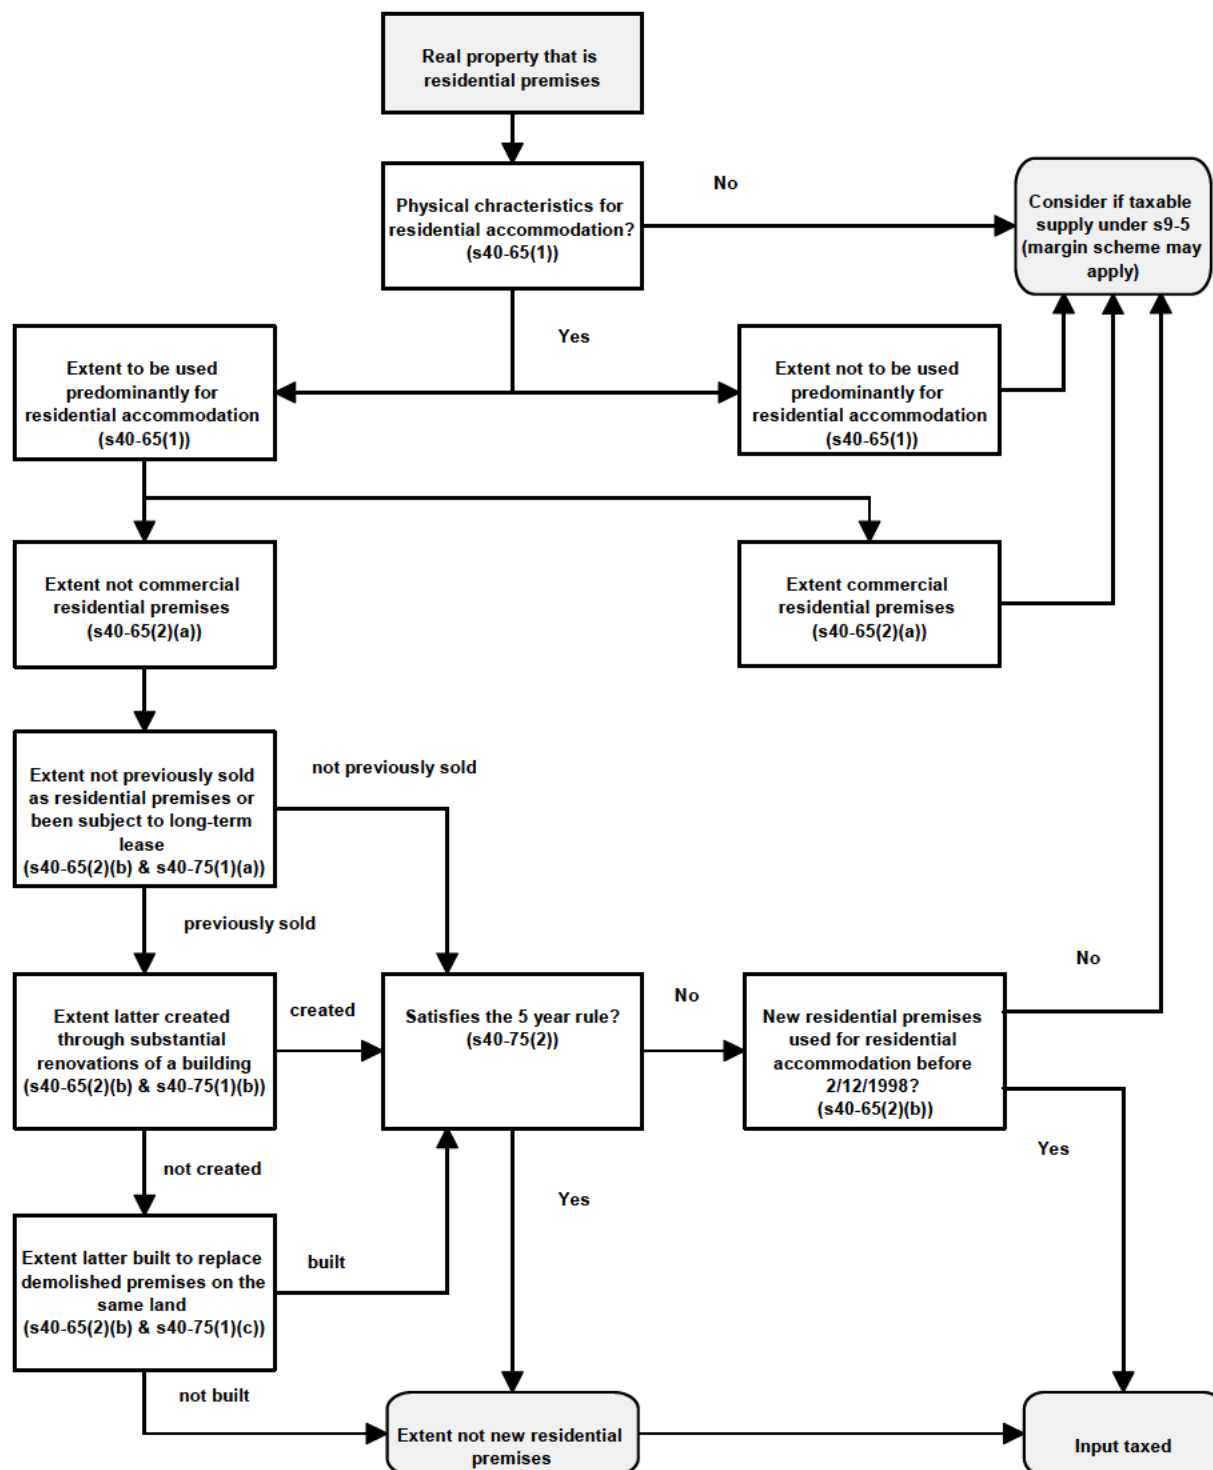 Real property that is
residential premises
No
Physical chracteristics for
residential accommodation?
(s40-65(1))
Consider if taxable
supply under s9-5
(margin scheme may
apply)
Yes
Extent to be used
predominantly for
residential accommodation
(s40-65(1))
Extent not to be used
predominantly for
residential accommodation
(s40-65(1))
Extent not commercial
residential premises
(s40-65(2)(a))
Extent commercial
residential premises
(s40-65(2)(a))
Extent not previously sold
as residential premises or
been subject to long-term
lease
(s40-65(2)(b) & s40-75(1)(a))
not previously sold
previously sold
Extent latter created
through substantial
renovations of a building
(s40-65(2)(b) & s40-75(1)(b))
created
Satisfies the 5 year rule?
(s40-75(2))
No
New residential premises
used for residential
accommodation before
2/12/1998?
(s40-65(2)(b))
No
Yes
not created
Yes
Extent latter built to replace
demolished premises on the
same land
(s40-65(2)(b) & s40-75(1)(c))
built
not built
Extent not new residential
premises
Input taxed